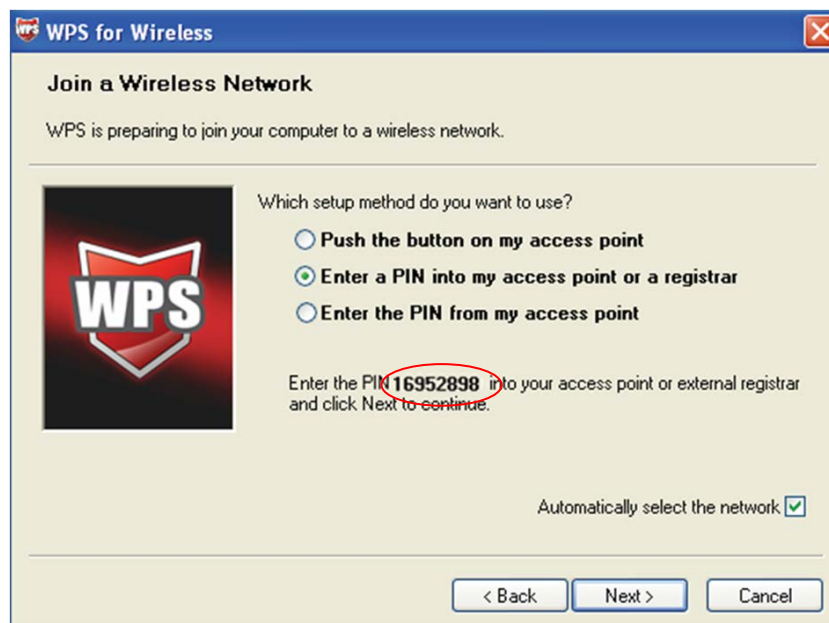 WPS WPS for Wireless
Join a Wireless Network
WPS is preparing to join your computer to a wireless network.
WPS
Which setup method do you want to use?
Push the button on my access point
Enter a PIN into my access point or a registrar
Enter the PIN from my access point
Enter the PIN 16952898 into your access point or external registrar
and click Next to continue.
Automatically select the network
< Back Next > Cancel